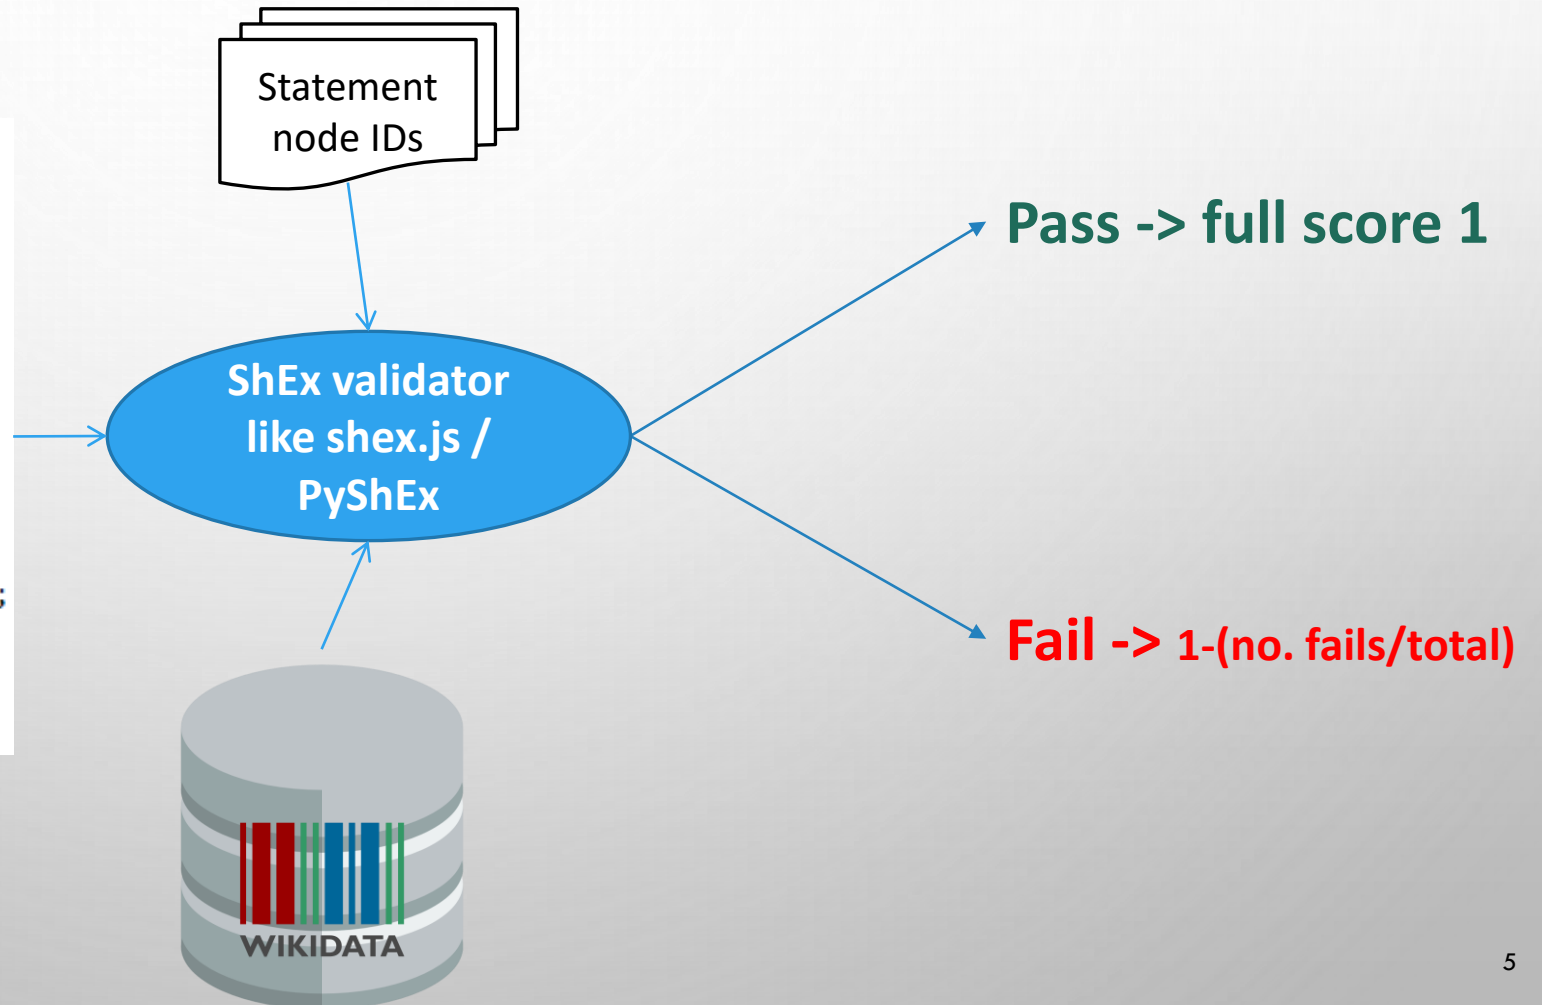 Statement
node IDs
Pass -> full score 1
ShEx validator
like shex.js /
PyShEx
;
Fail -> 1-(no. fails/total)
WIKIDATA
5